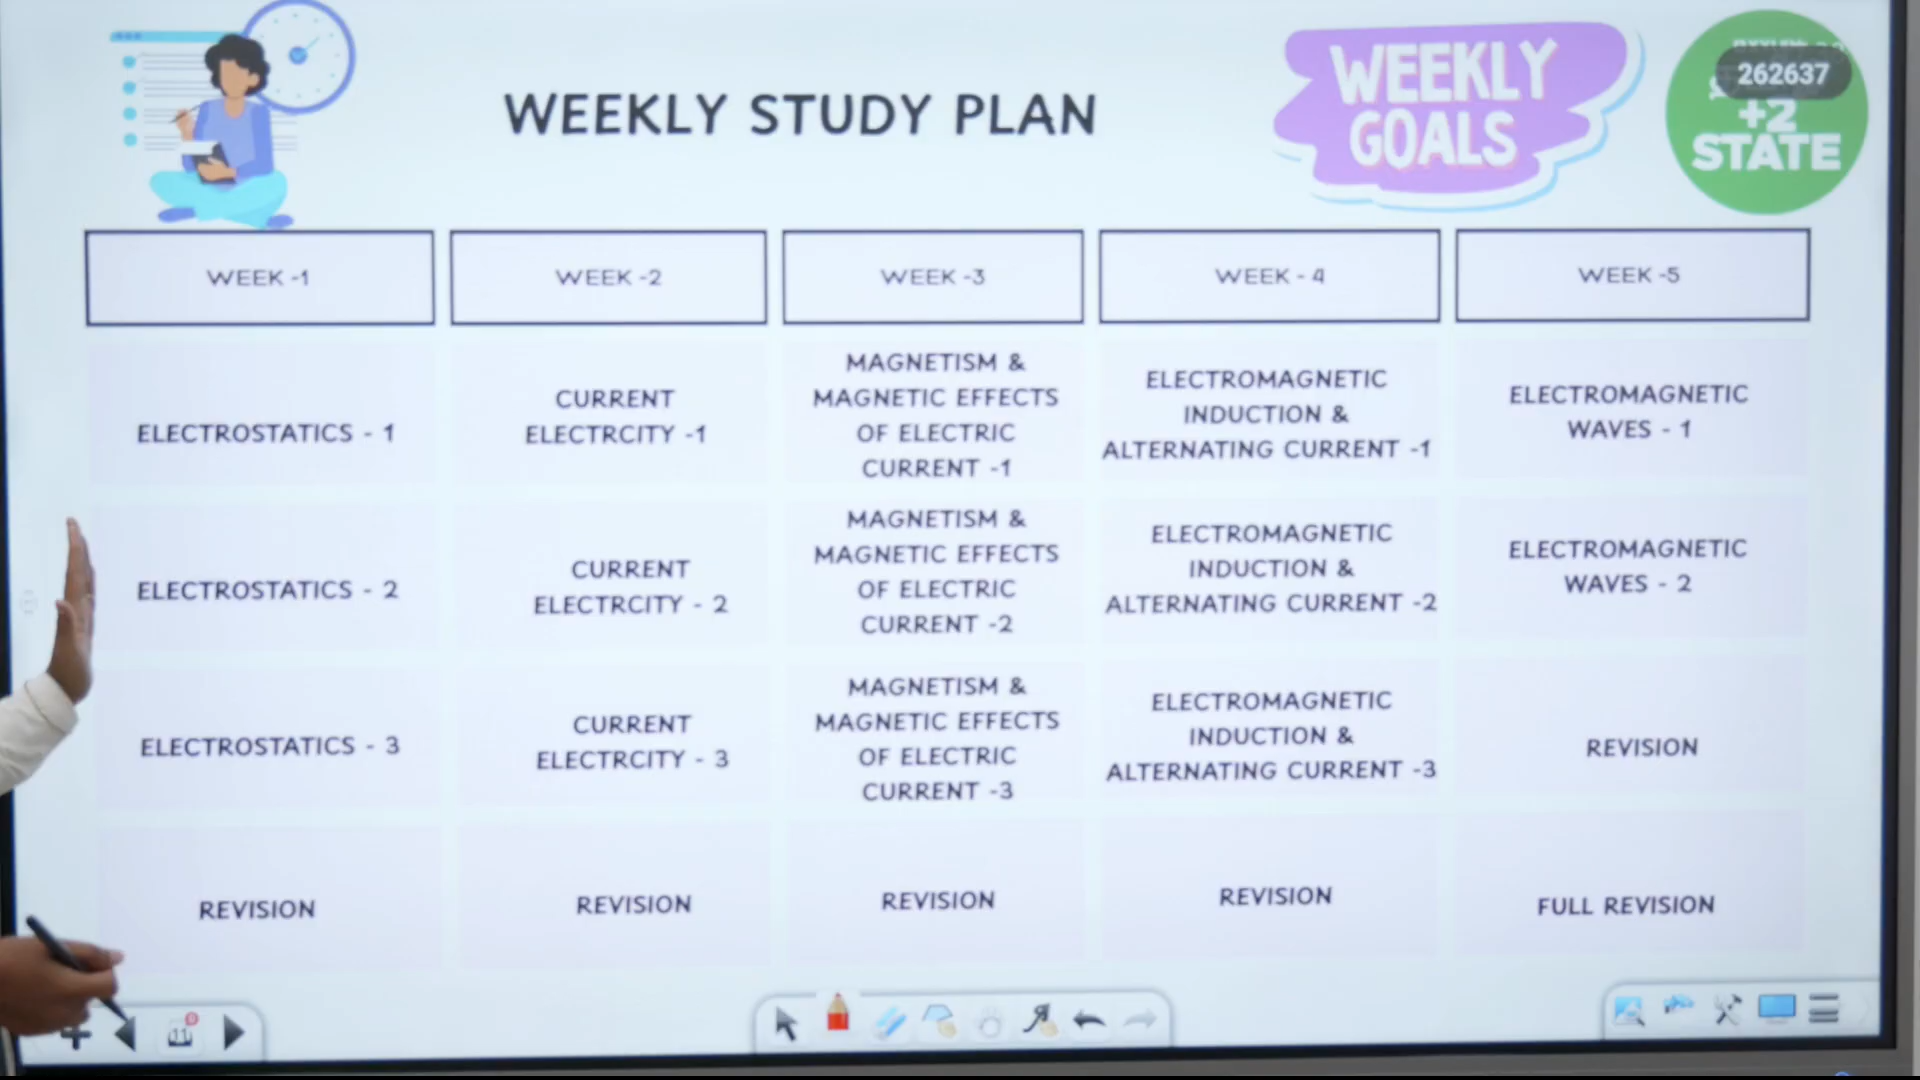 WEEKLY STUDY PLAN
WEEKLY
GOALS
262637
+2
STATE
WEEK -1
WEEK -2
WEEK -3
WEEK - 4
WEEK -5
ELECTROSTATICS - 1
CURRENT
ELECTRCITY -1
MAGNETISM &
MAGNETIC EFFECTS
OF ELECTRIC
CURRENT -1
ELECTROMAGNETIC
INDUCTION &
ALTERNATING CURRENT -1
ELECTROMAGNETIC
WAVES - 1
ELECTROSTATICS - 2
CURRENT
ELECTRCITY - 2
MAGNETISM &
MAGNETIC EFFECTS
OF ELECTRIC
CURRENT -2
ELECTROMAGNETIC
INDUCTION &
ALTERNATING CURRENT -2
ELECTROMAGNETIC
WAVES - 2
ELECTROSTATICS - 3
CURRENT
ELECTRCITY - 3
MAGNETISM &
MAGNETIC EFFECTS
OF ELECTRIC
CURRENT -3
ELECTROMAGNETIC
INDUCTION &
ALTERNATING CURRENT -3
REVISION
REVISION
REVISION
REVISION
REVISION
FULL REVISION
11